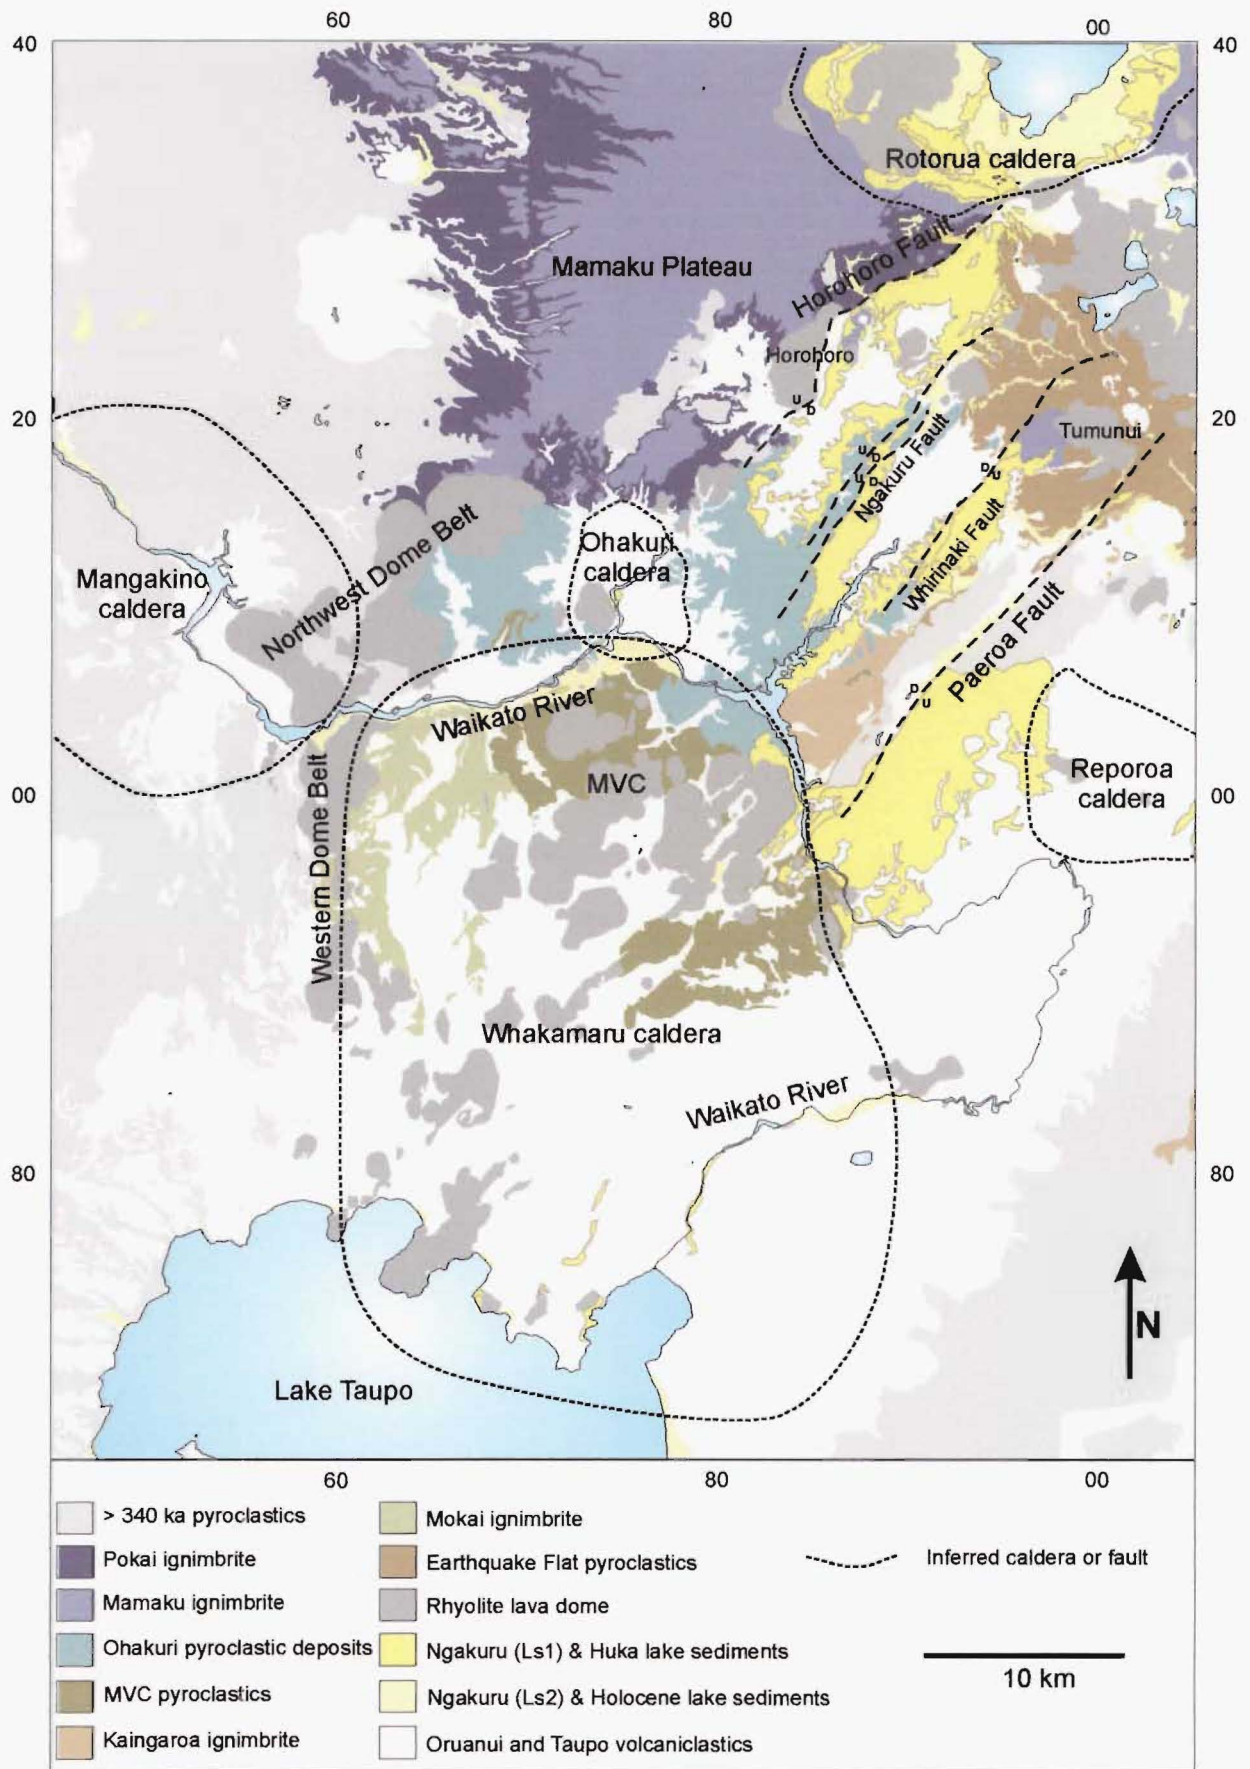 60 80 00
40 40
Rotorua caldera
Mamaku Plateau
Horohoro Fault
Horohoro
U
D
20 20
Tumunui
U
D
U
D
D
U
Ngakuru Fault
Whirinaki Fault
Northwest Dome Belt
Ohakuri
caldera
Mangakino
caldera
Paeroa Fault
D
U
Waikato River
MVC
Reporoa
caldera
00 00
Western Dome Belt
Whakamaru caldera
Waikato River
80 80
N
Lake Taupo
60 80 00
> 340 ka pyroclastics
Pokai ignimbrite
Mamaku ignimbrite
Ohakuri pyroclastic deposits
MVC pyroclastics
Kaingaroa ignimbrite
Mokai ignimbrite
Earthquake Flat pyroclastics
Rhyolite lava dome
Ngakuru (Ls1) & Huka lake sediments
Ngakuru (Ls2) & Holocene lake sediments
Oruanui and Taupo volcaniclastics
Inferred caldera or fault
10 km